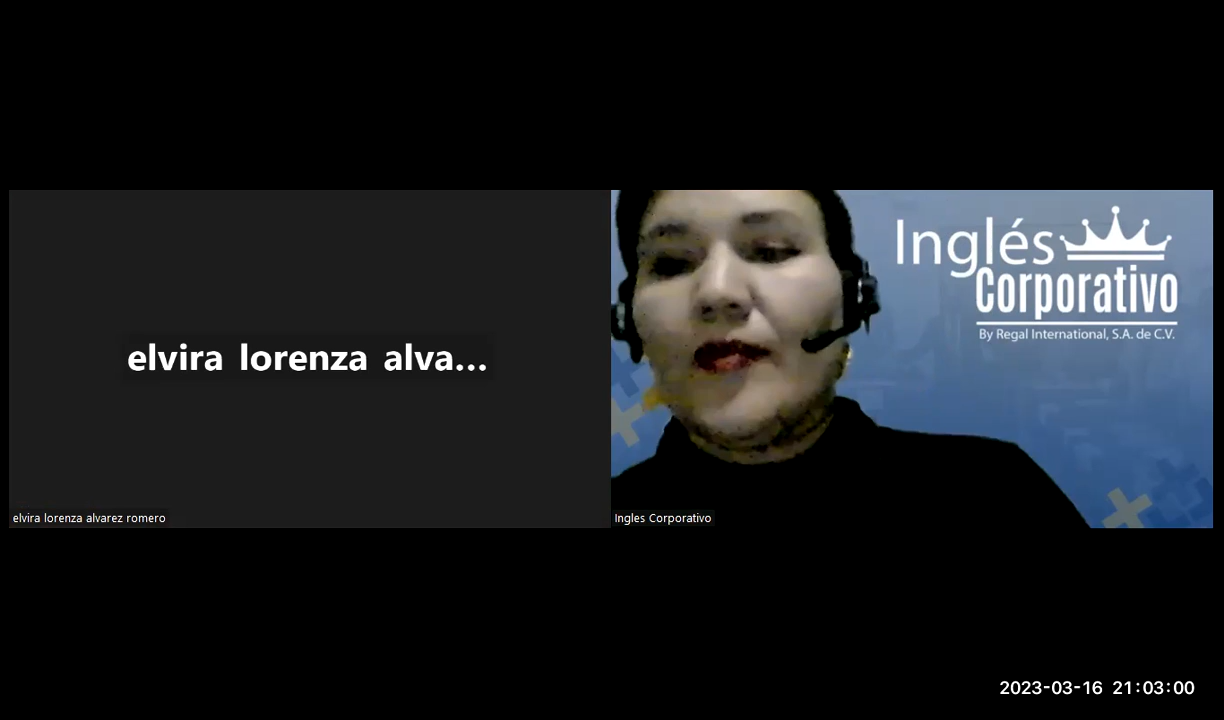 elvira lorenza alva...
elvira lorenza alvarez romero
Inglés
Corporativo
By Regal International, S.A. de C.V.
Ingles Corporativo
2023-03-16 21:03:00